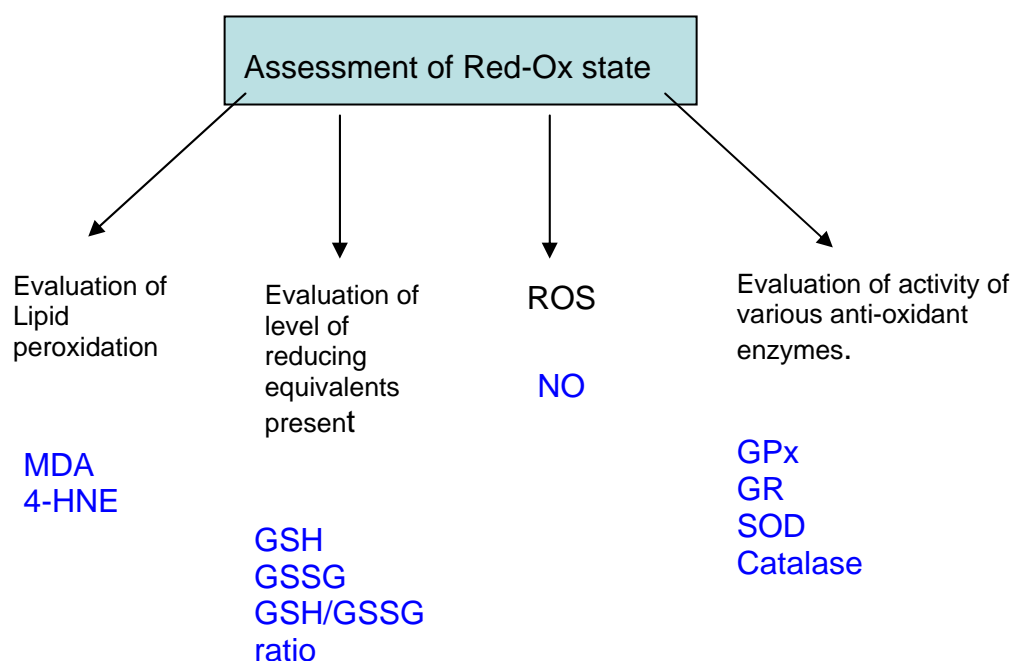 Assessment of Red-Ox state
Evaluation of
Lipid
peroxidation
MDA
4-HNE
Evaluation of
level of
reducing
equivalents
present
GSH
GSSG
GSH/GSSG
ratio
ROS
NO
Evaluation of activity of
various anti-oxidant
enzymes.
GPx
GR
SOD
Catalase